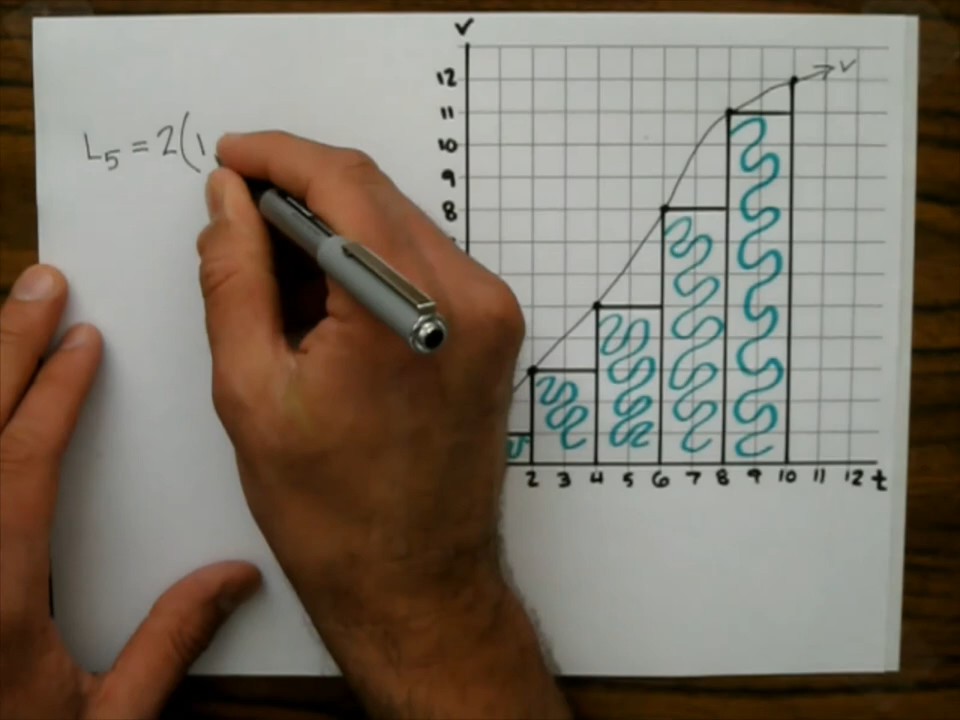 v
12
11
10
9
8
v
L5 = 2(1
2 3 4 5 6 7 8 9 10 11 12 t